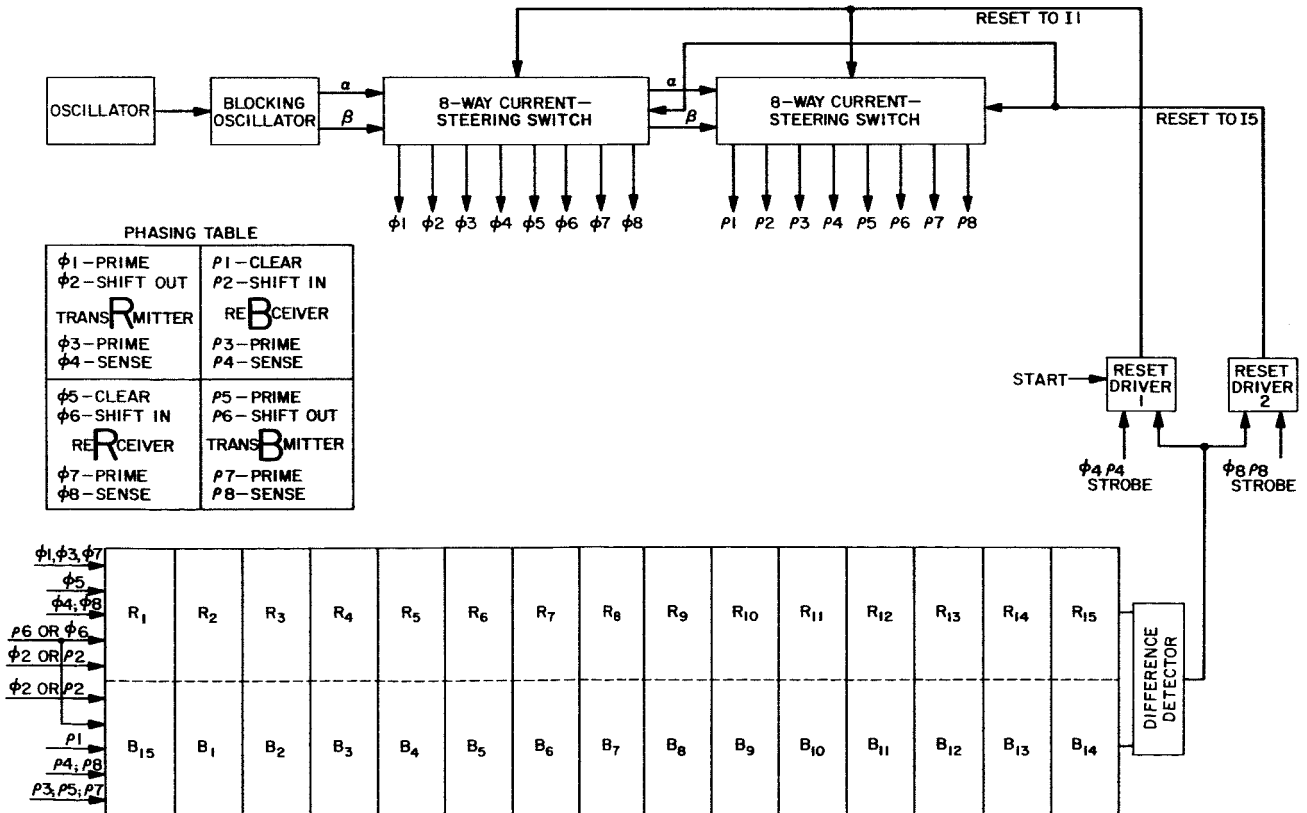 RESET TO I1
OSCILLATOR
BLOCKING
OSCILLATOR
α
β
8-WAY CURRENT-
STEERING SWITCH
α
β
8-WAY CURRENT-
STEERING SWITCH
RESET TO I5
ϕ1 ϕ2 ϕ3 ϕ4 ϕ5 ϕ6 ϕ7 ϕ8
ρ1 ρ2 ρ3 ρ4 ρ5 ρ6 ρ7 ρ8
PHASING TABLE
ϕ1-PRIME
ϕ2-SHIFT OUT
TRANSRMITTER
ϕ3-PRIME
ϕ4-SENSE
ρ1-CLEAR
ρ2-SHIFT IN
REBCEIVER
ρ3-PRIME
ρ4-SENSE
ϕ5-CLEAR
ϕ6-SHIFT IN
RERCEIVER
ϕ7-PRIME
ϕ8-SENSE
ρ5-PRIME
ρ6-SHIFT OUT
TRANSBMITTER
ρ7-PRIME
ρ8-SENSE
START
RESET
DRIVER
1
RESET
DRIVER
2
ϕ4 ρ4
STROBE
ϕ8 ρ8
STROBE
ϕ1,ϕ3,ϕ7
ϕ5
ϕ4;ϕ8
ρ6 OR ϕ6
ϕ2 OR ρ2
ϕ2 OR ρ2
ρ1
ρ4;ρ8
ρ3;ρ5;ρ7
R1 R2 R3 R4 R5 R6 R7 R8 R9 R10 R11 R12 R13 R14 R15
B15 B1 B2 B3 B4 B5 B6 B7 B8 B9 B10 B11 B12 B13 B14
DIFFERENCE
DETECTOR